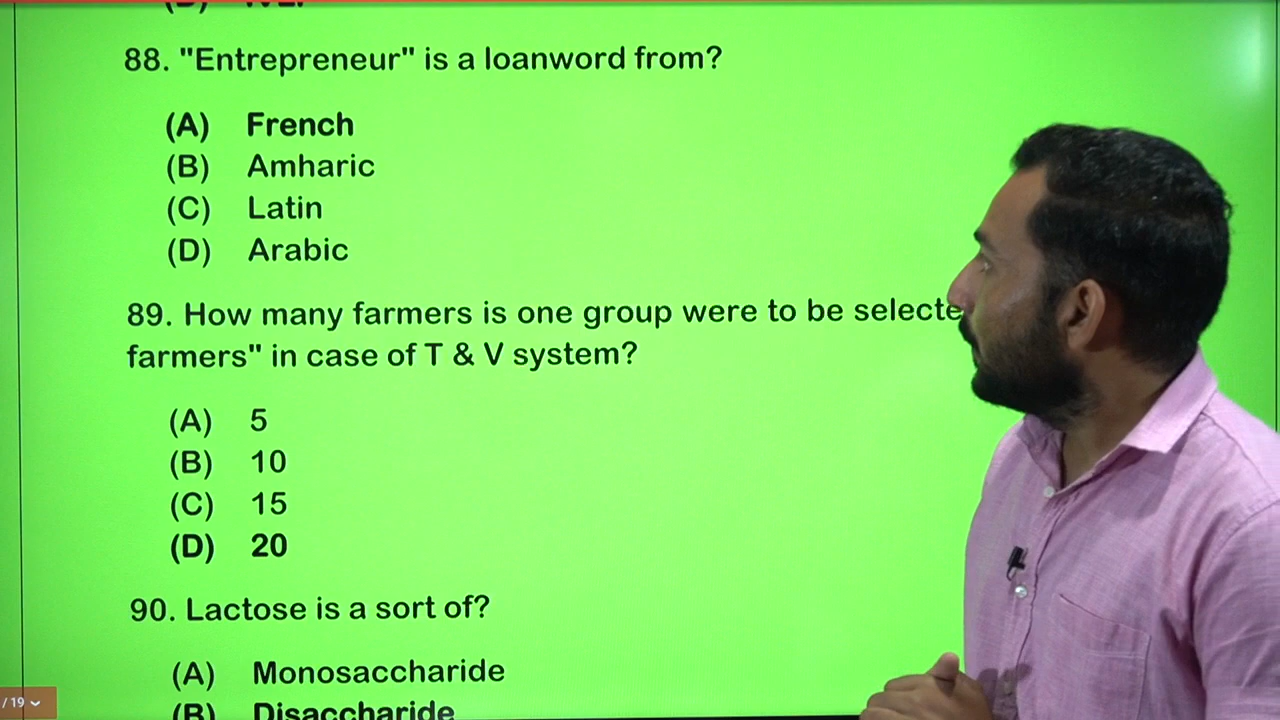 88. "Entrepreneur" is a loanword from?
(A) French
(B) Amharic
(C) Latin
(D) Arabic
89. How many farmers is one group were to be selecte
farmers" in case of T & V system?
(A) 5
(B) 10
(C) 15
(D) 20
90. Lactose is a sort of?
(A) Monosaccharide
(B) Disaccharide
/ 19